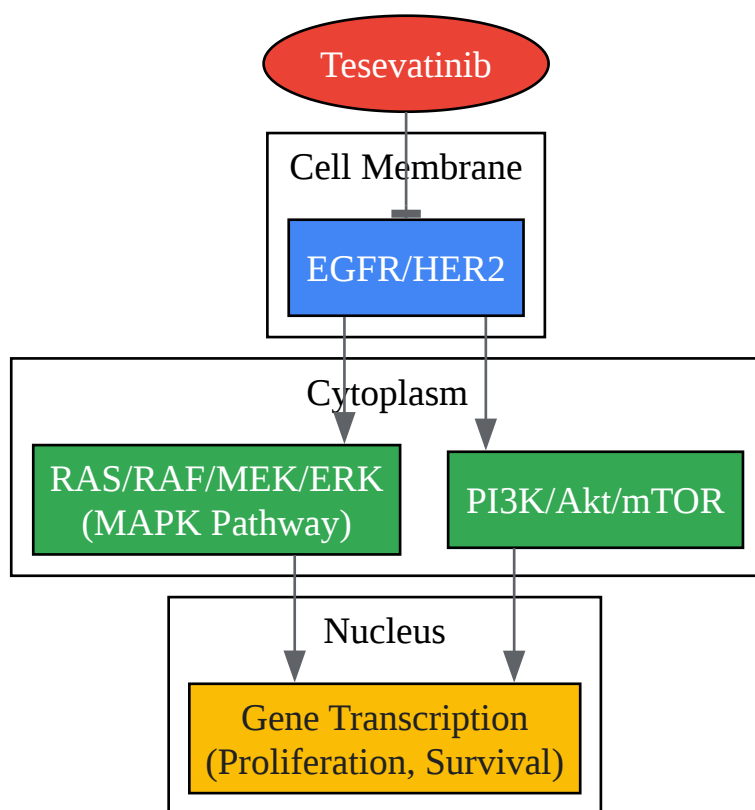 Tesevatinib
Cell Membrane
EGFR/HER2
Cytoplasm
RAS/RAF/MEK/ERK
(MAPK Pathway)
PI3K/Akt/mTOR
Nucleus
Gene Transcription
(Proliferation, Survival)